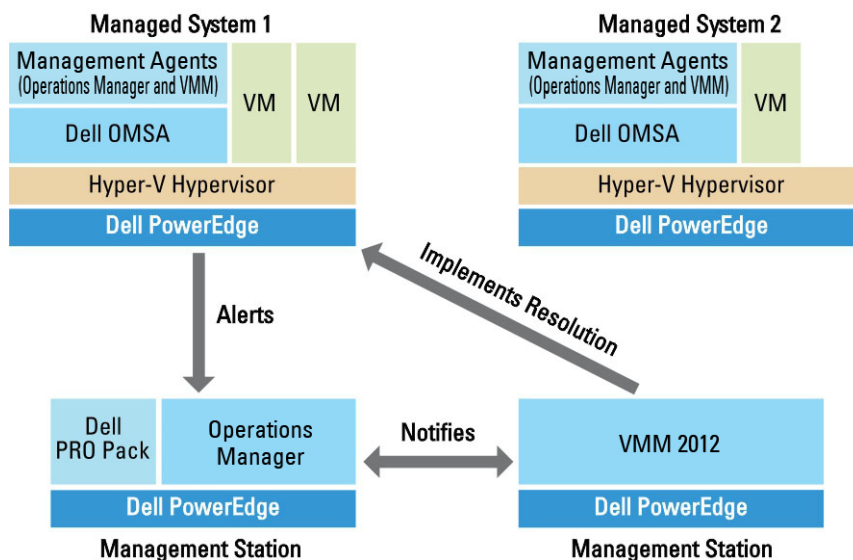 Managed System 1
Management Agents
(Operations Manager and VMM)
Dell OMSA
VM
VM
Hyper-V Hypervisor
Dell PowerEdge
Managed System 2
Management Agents
(Operations Manager and VMM)
Dell OMSA
VM
Hyper-V Hypervisor
Dell PowerEdge
Alerts
Implements Resolution
Dell
PRO Pack
Operations
Manager
Dell PowerEdge
Management Station
Notifies
VMM 2012
Dell PowerEdge
Management Station